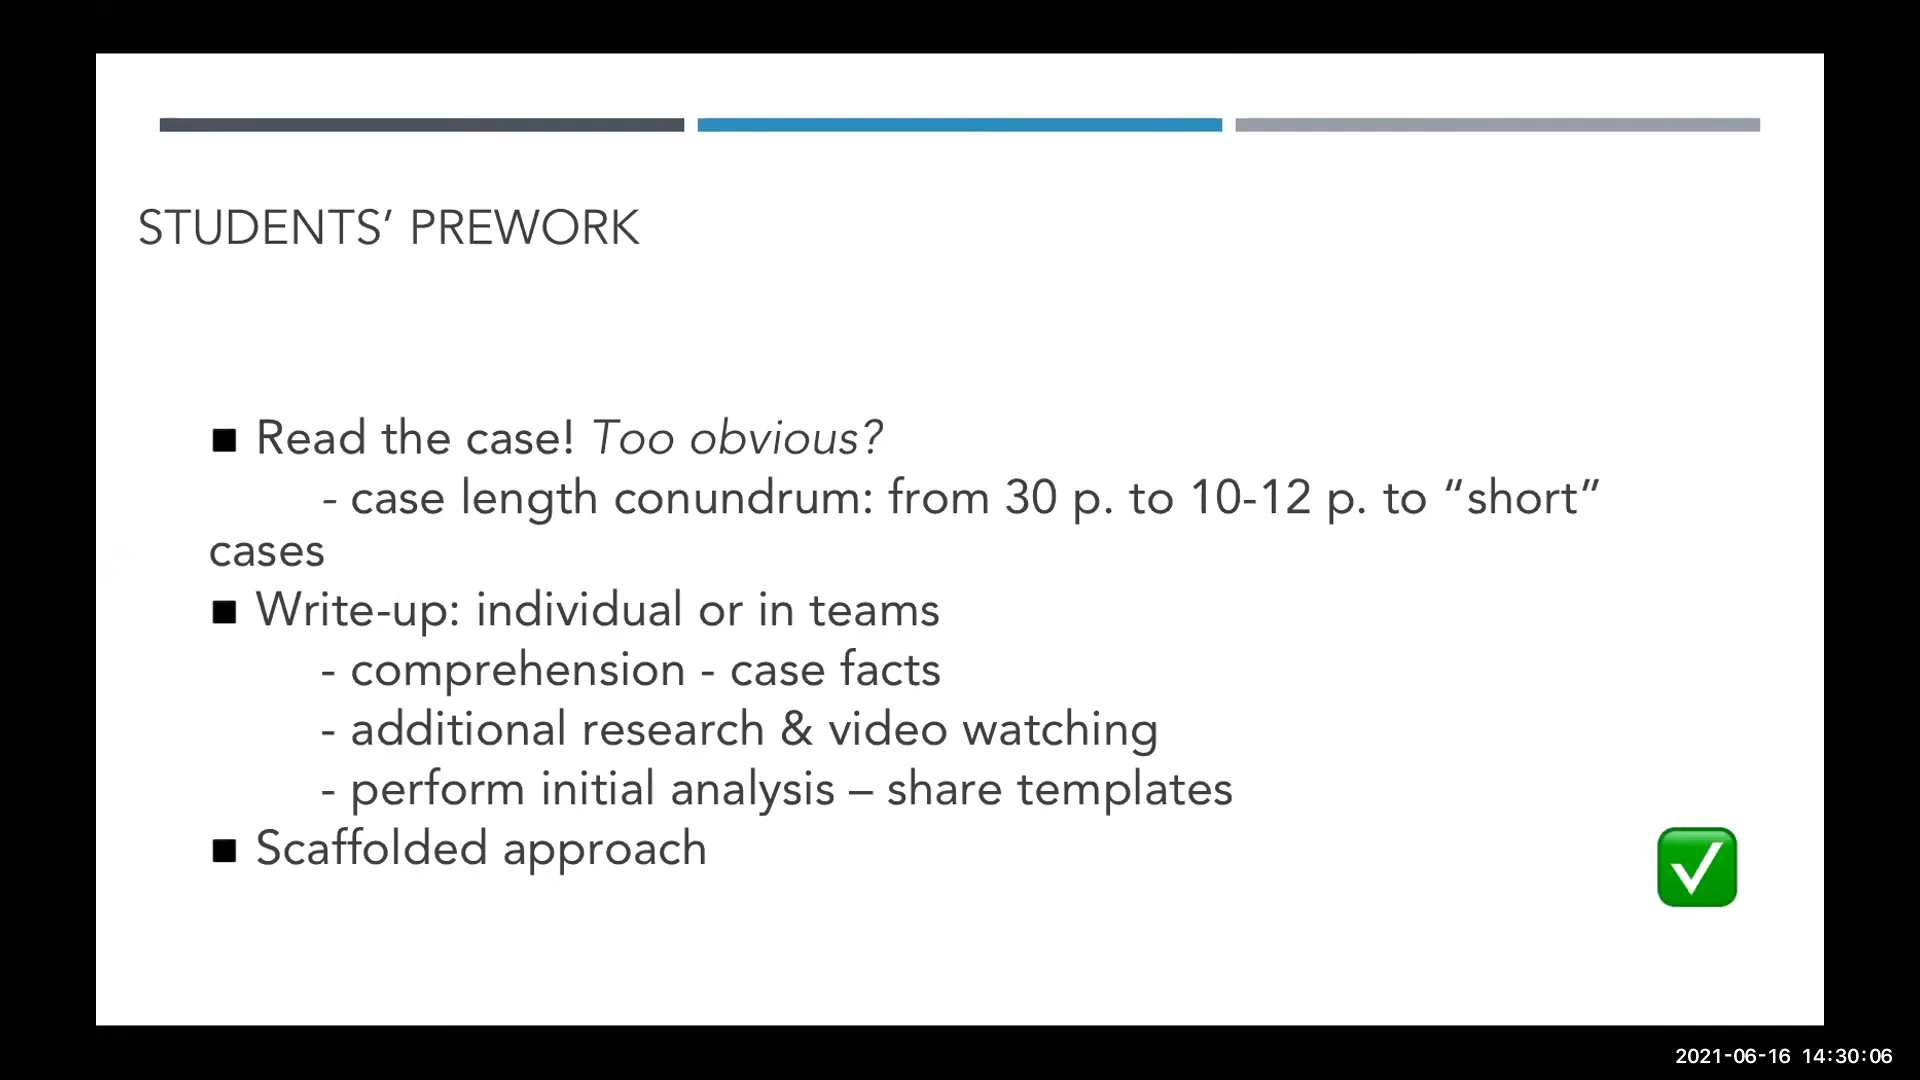 STUDENTS’ PREWORK
■ Read the case! Too obvious?
- case length conundrum: from 30 p. to 10-12 p. to “short”
cases
■ Write-up: individual or in teams
- comprehension - case facts
- additional research & video watching
- perform initial analysis – share templates
■ Scaffolded approach
2021-06-16 14:30:06